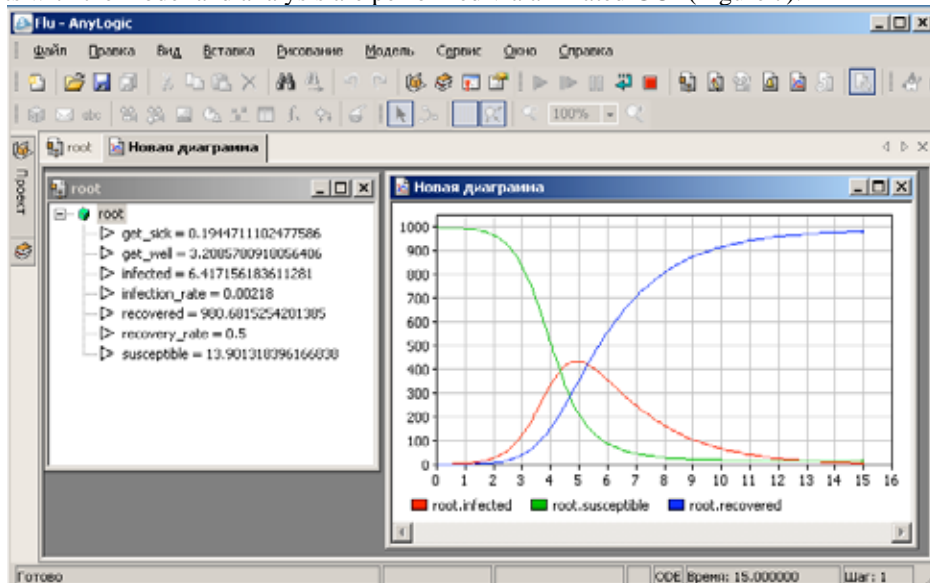 Flu - AnyLogic
Файл Правка Вид Вставка Рисование Модель Сервис Окно Справка
abc 100%
root Новая диаграмма
Проект
root
root
get_sick = 0.1944711102477586
get_well = 3.2085780918056406
infected = 6.417156183611281
infection_rate = 0.00218
recovered = 980.6815254201385
recovery_rate = 0.5
susceptible = 13.901318396166838
Новая диаграмма
1000
900
800
700
600
500
400
300
200
100
0
0 1 2 3 4 5 6 7 8 9 10 11 12 13 14 15 16
root.infected root.susceptible root.recovered
Готово ODE Время: 15.000000 Шаг: 1